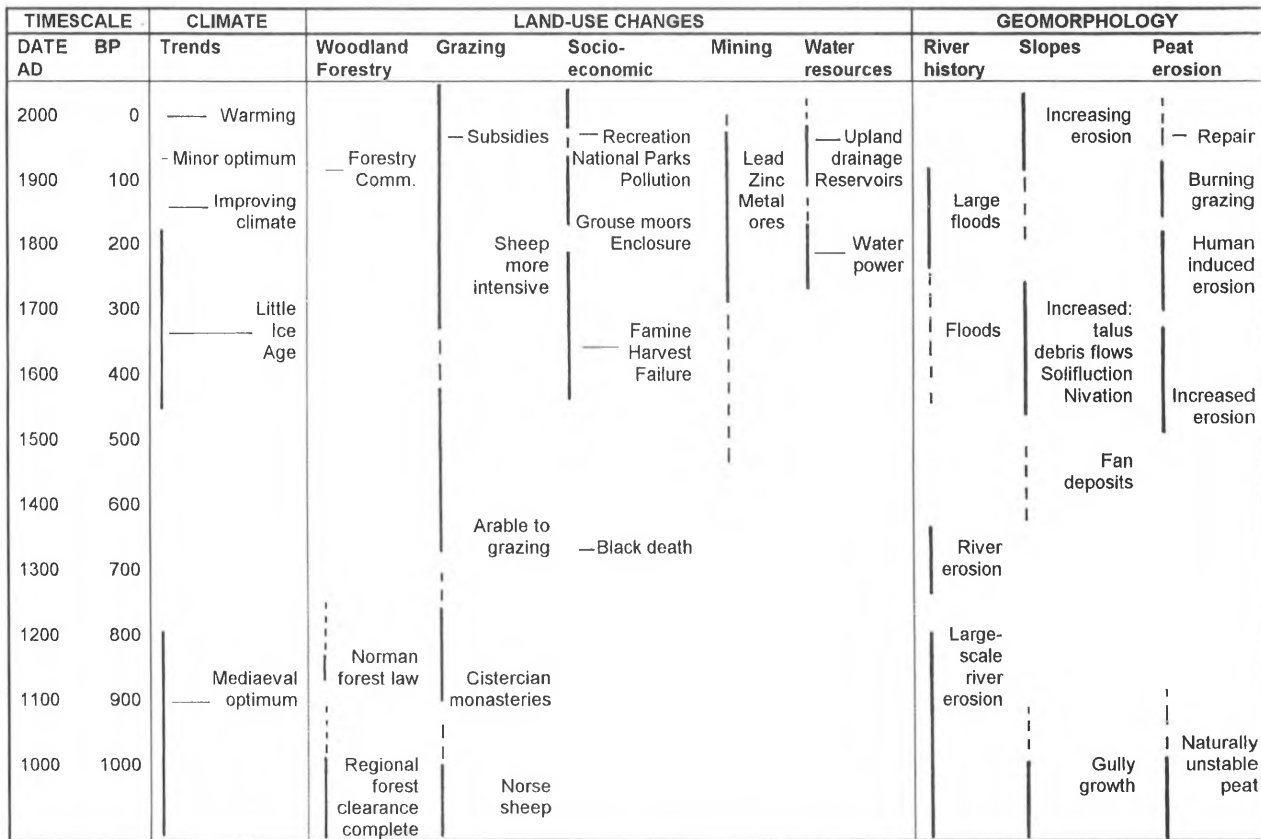 TIMESCALE CLIMATE LAND-USE CHANGES GEOMORPHOLOGY
DATE BP Trends Woodland Grazing Socio- Mining Water River Slopes Peat
AD Forestry economic resources history erosion
2000 0 Warming Increasing
Subsidies Recreation Upland erosion Repair
Minor optimum Forestry National Parks Lead drainage
1900 100 Comm. Pollution Zinc Reservoirs Burning
Improving Metal Large grazing
climate Grouse moors ores floods
1800 200 Sheep Enclosure Water Human
more power induced
intensive erosion
1700 300 Little Increased:
Ice Famine Floods talus
Age Harvest debris flows
1600 400 Failure Solifluction
Nivation Increased
erosion
1500 500
Fan
deposits
1400 600
Arable to
grazing Black death River
1300 700 erosion
1200 800 Large-
Norman scale
Mediaeval forest law Cistercian river
1100 900 optimum monasteries erosion
Naturally
1000 1000 Regional Gully unstable
forest Norse growth peat
clearance sheep
complete